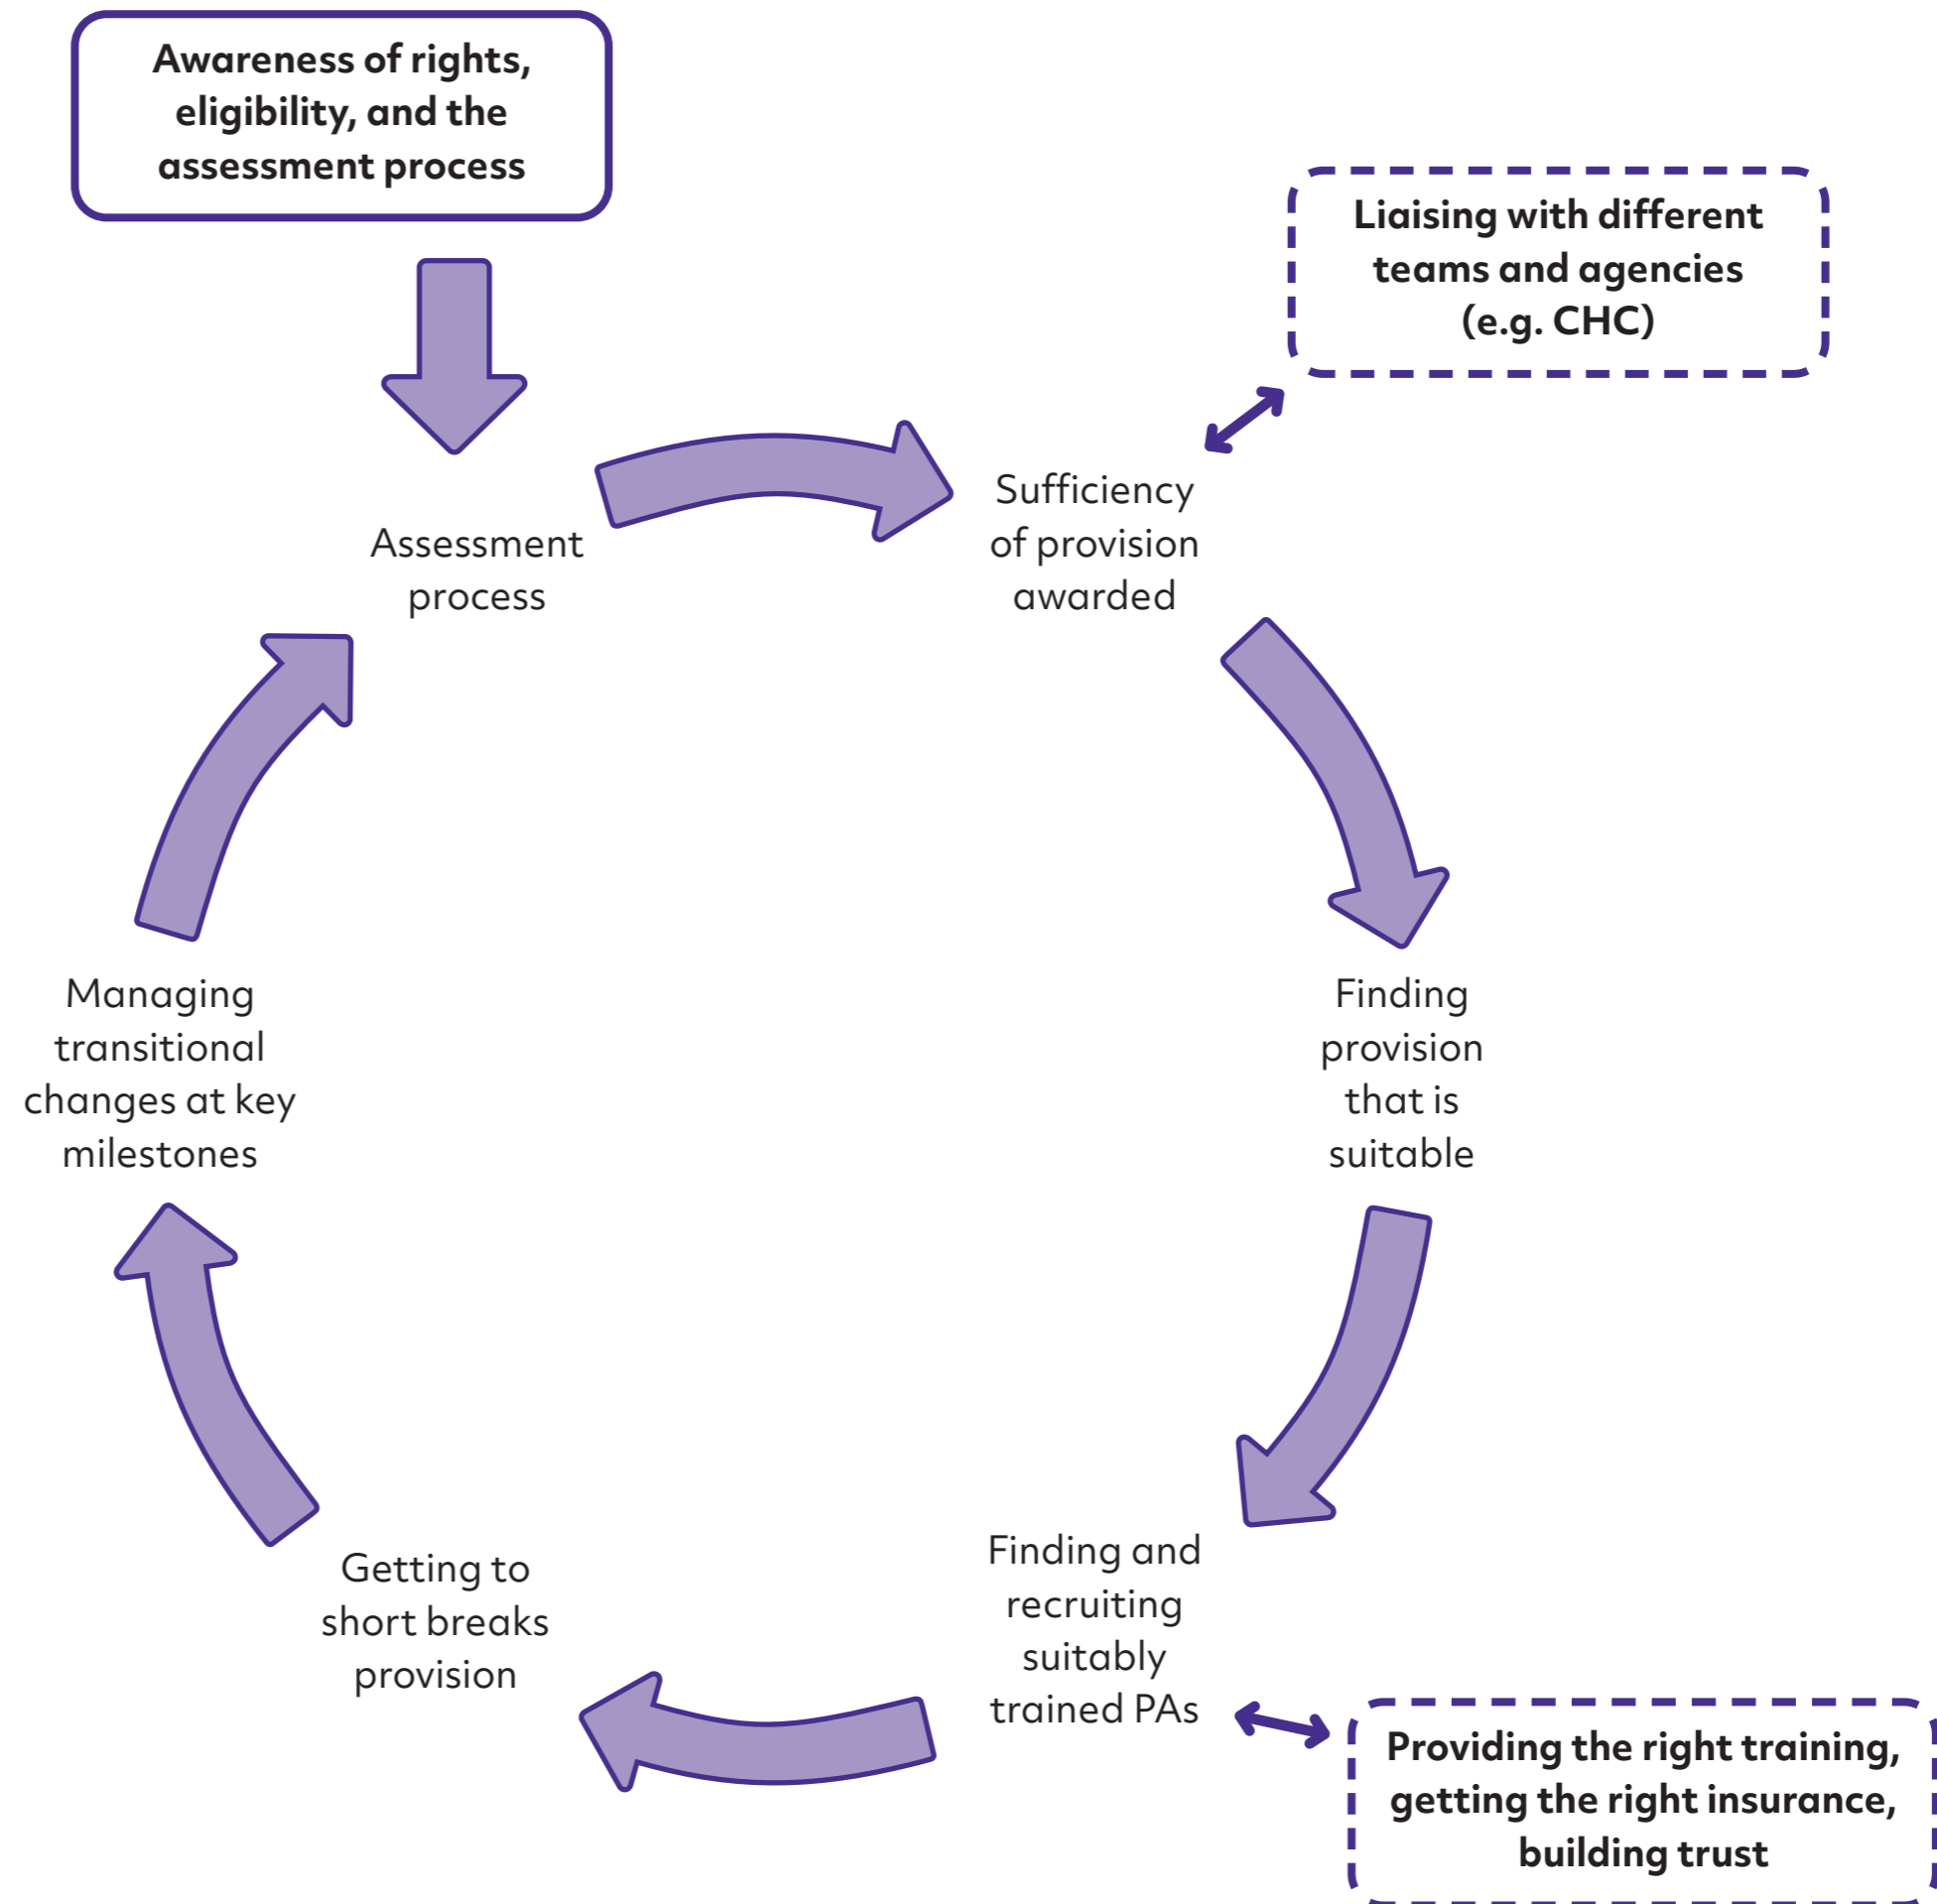 Awareness of rights,
eligibility, and the
assessment process
Liaising with different
teams and agencies
(e.g. CHC)
Assessment
process
Sufficiency
of provision
awarded
Finding
provision
that is
suitable
Finding and
recruiting
suitably
trained PAs
Providing the right training,
getting the right insurance,
building trust
Getting to
short breaks
provision
Managing
transitional
changes at key
milestones